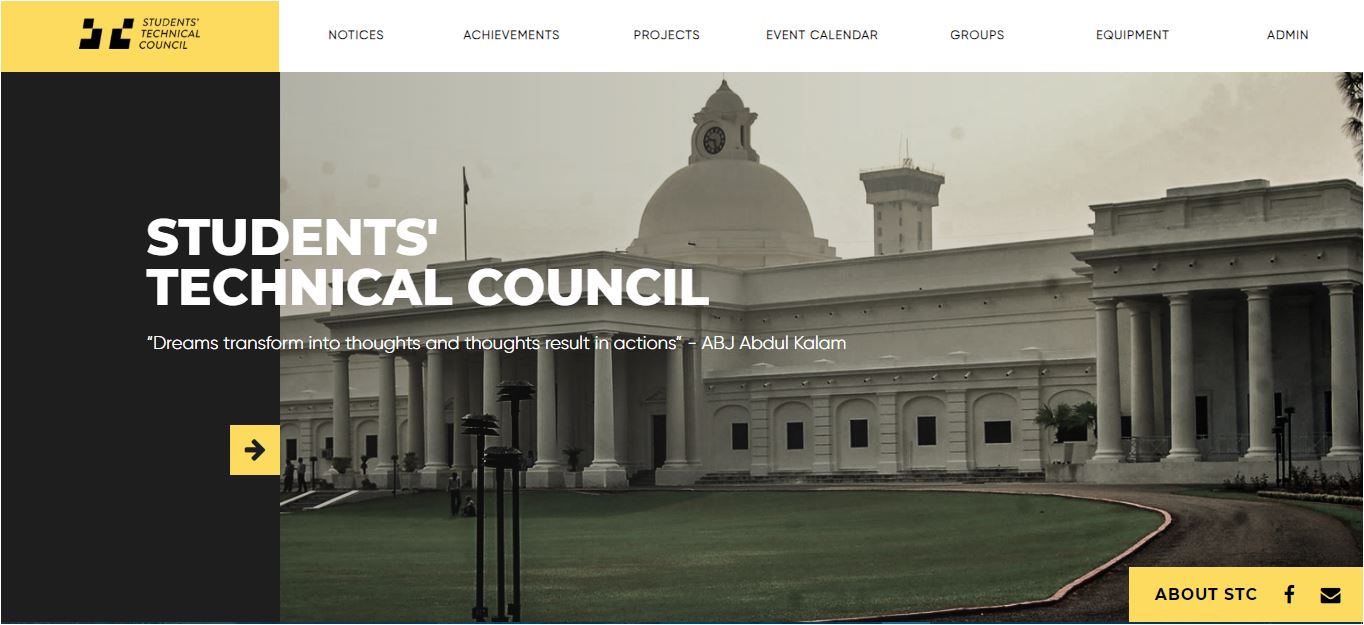 STUDENTS'
TECHNICAL
COUNCIL
NOTICES
ACHIEVEMENTS
PROJECTS
EVENT CALENDAR
GROUPS
EQUIPMENT
ADMIN
STUDENTS'
TECHNICAL COUNCIL
“Dreams transform into thoughts and thoughts result in actions“ - ABJ Abdul Kalam
ABOUT STC